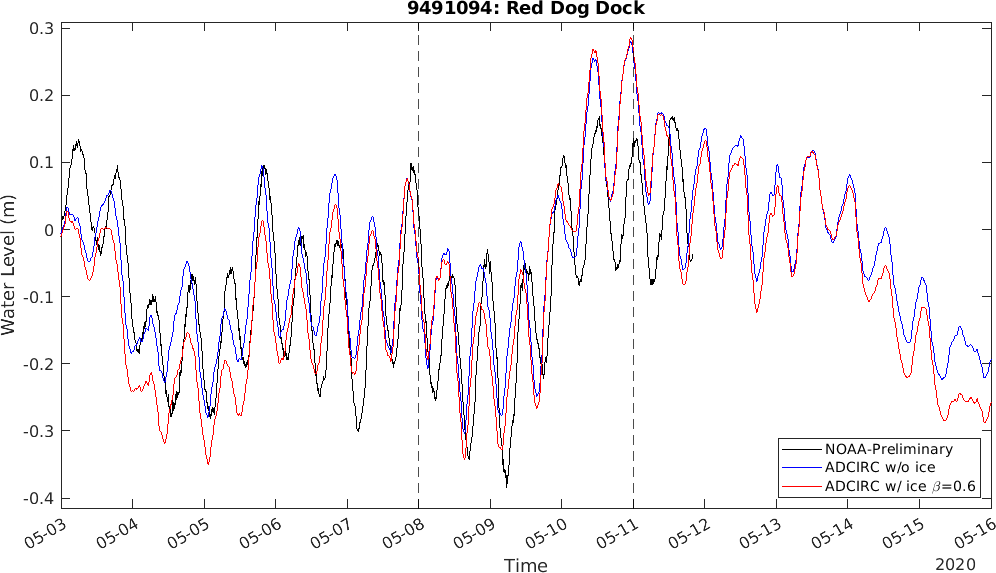 9491094: Red Dog Dock
0.3
0.2
0.1
0
-0.1
-0.2
-0.3
-0.4
Water Level (m)
NOAA-Preliminary
ADCIRC w/o ice
ADCIRC w/ ice β=0.6
05-03 05-04 05-05 05-06 05-07 05-08 05-09 05-10 05-11 05-12 05-13 05-14 05-15 05-16
Time
2020